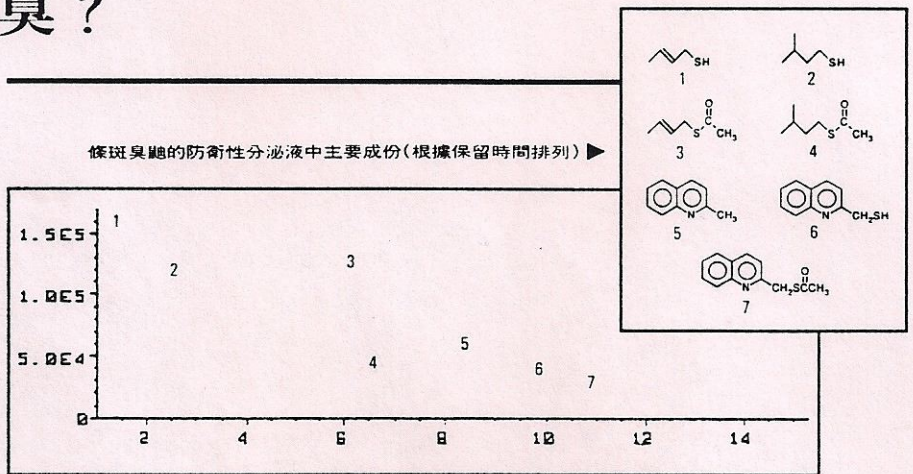 臭?
SH
1
SH
2
O
S CH₃
3
O
S CH₃
4
條斑臭鼬的防衛性分泌液中主要成份(根據保留時間排列)▶
N CH₃
5
N CH₂SH
6
O
N CH₂SCCH₃
7
1.5E5
1.0E5
5.0E4
0
1
2
3
4
5
6
7
2 4 6 8 10 12 14